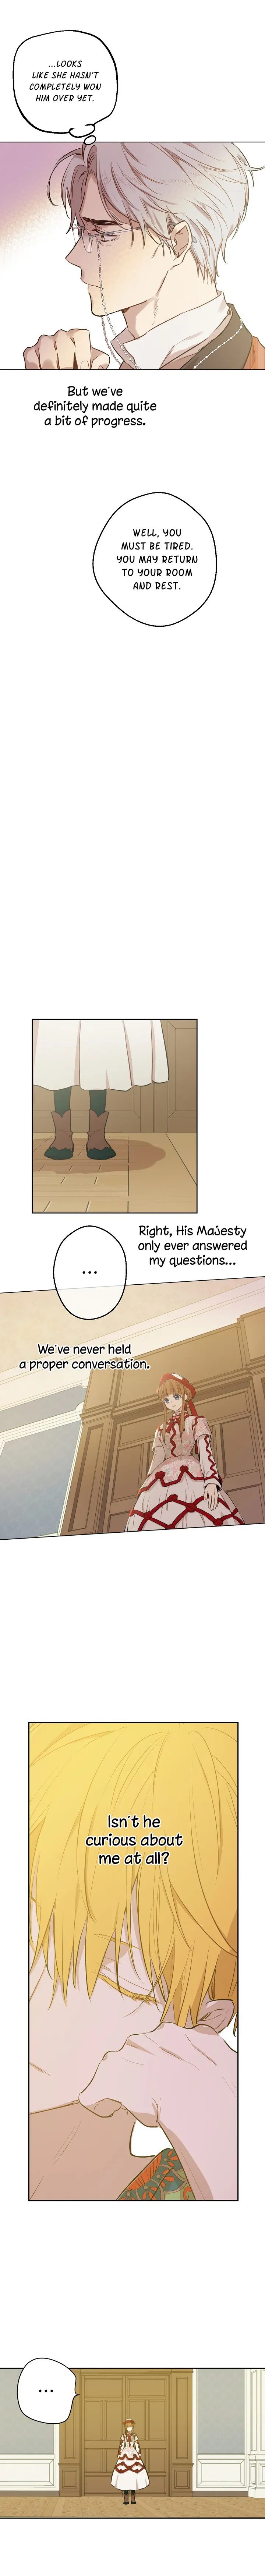 ...LOOKS
LIKE SHE HASN'T
COMPLETELY WON
HIM OVER YET.
But we've
definitely made quite
a bit of progress.
WELL, YOU
MUST BE TIRED.
YOU MAY RETURN
TO YOUR ROOM
AND REST.
Right, His Majesty
only ever answered
my questions...
...
We've never held
a proper conversation.
Isn't he
curious about
me at all?
...